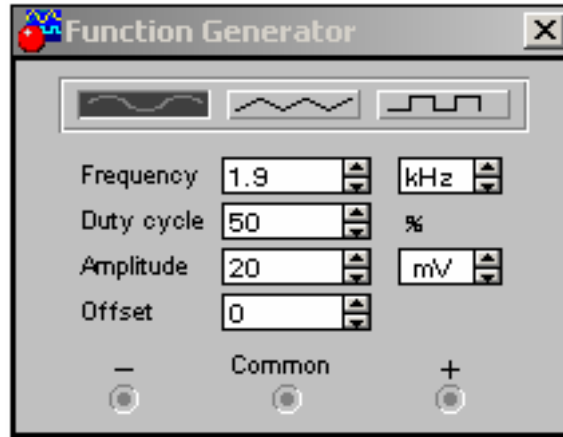 Function Generator
Frequency 1.9 kHz
Duty cycle 50 %
Amplitude 20 mV
Offset 0
− Common +